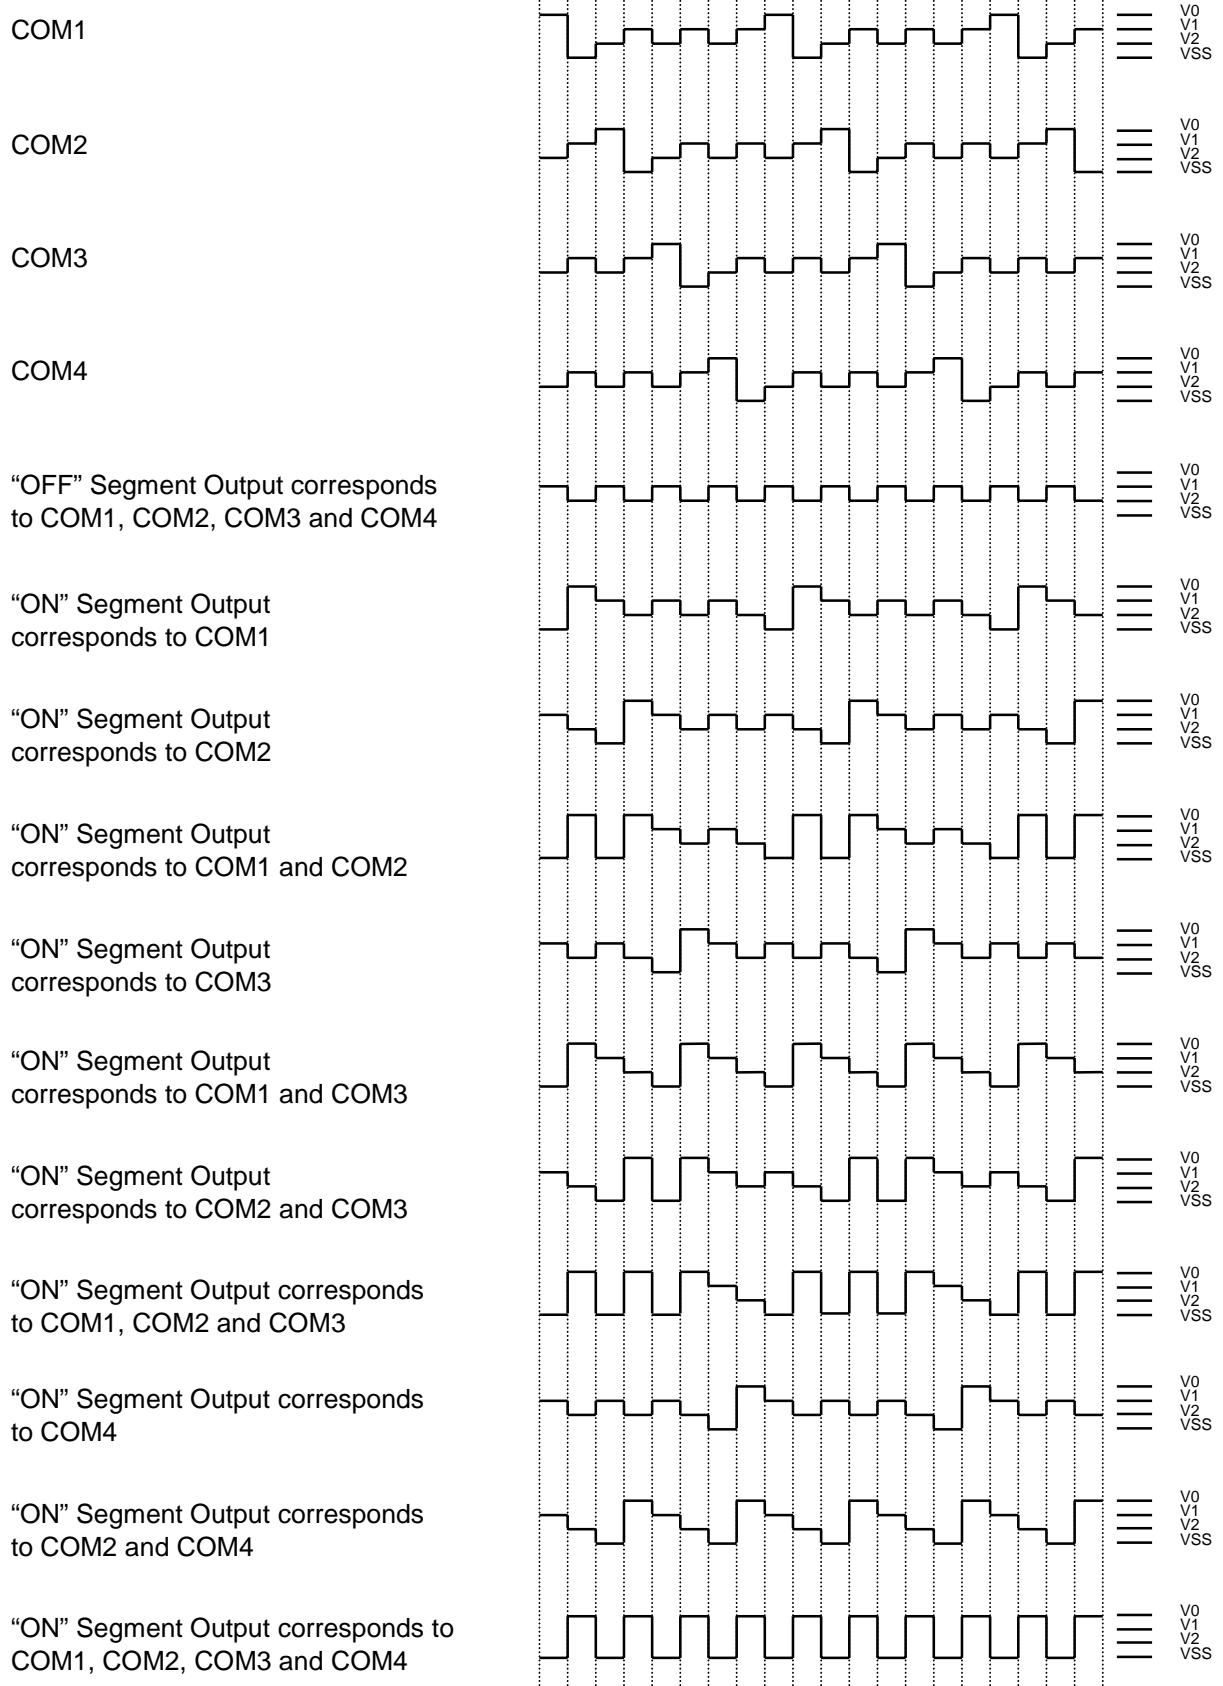 COM1
V0
V1
V2
VSS
COM2
V0
V1
V2
VSS
COM3
V0
V1
V2
VSS
COM4
V0
V1
V2
VSS
“OFF” Segment Output corresponds
to COM1, COM2, COM3 and COM4
V0
V1
V2
VSS
“ON” Segment Output
corresponds to COM1
V0
V1
V2
VSS
“ON” Segment Output
corresponds to COM2
V0
V1
V2
VSS
“ON” Segment Output
corresponds to COM1 and COM2
V0
V1
V2
VSS
“ON” Segment Output
corresponds to COM3
V0
V1
V2
VSS
“ON” Segment Output
corresponds to COM1 and COM3
V0
V1
V2
VSS
“ON” Segment Output
corresponds to COM2 and COM3
V0
V1
V2
VSS
“ON” Segment Output corresponds
to COM1, COM2 and COM3
V0
V1
V2
VSS
“ON” Segment Output corresponds
to COM4
V0
V1
V2
VSS
“ON” Segment Output corresponds
to COM2 and COM4
V0
V1
V2
VSS
“ON” Segment Output corresponds to
COM1, COM2, COM3 and COM4
V0
V1
V2
VSS